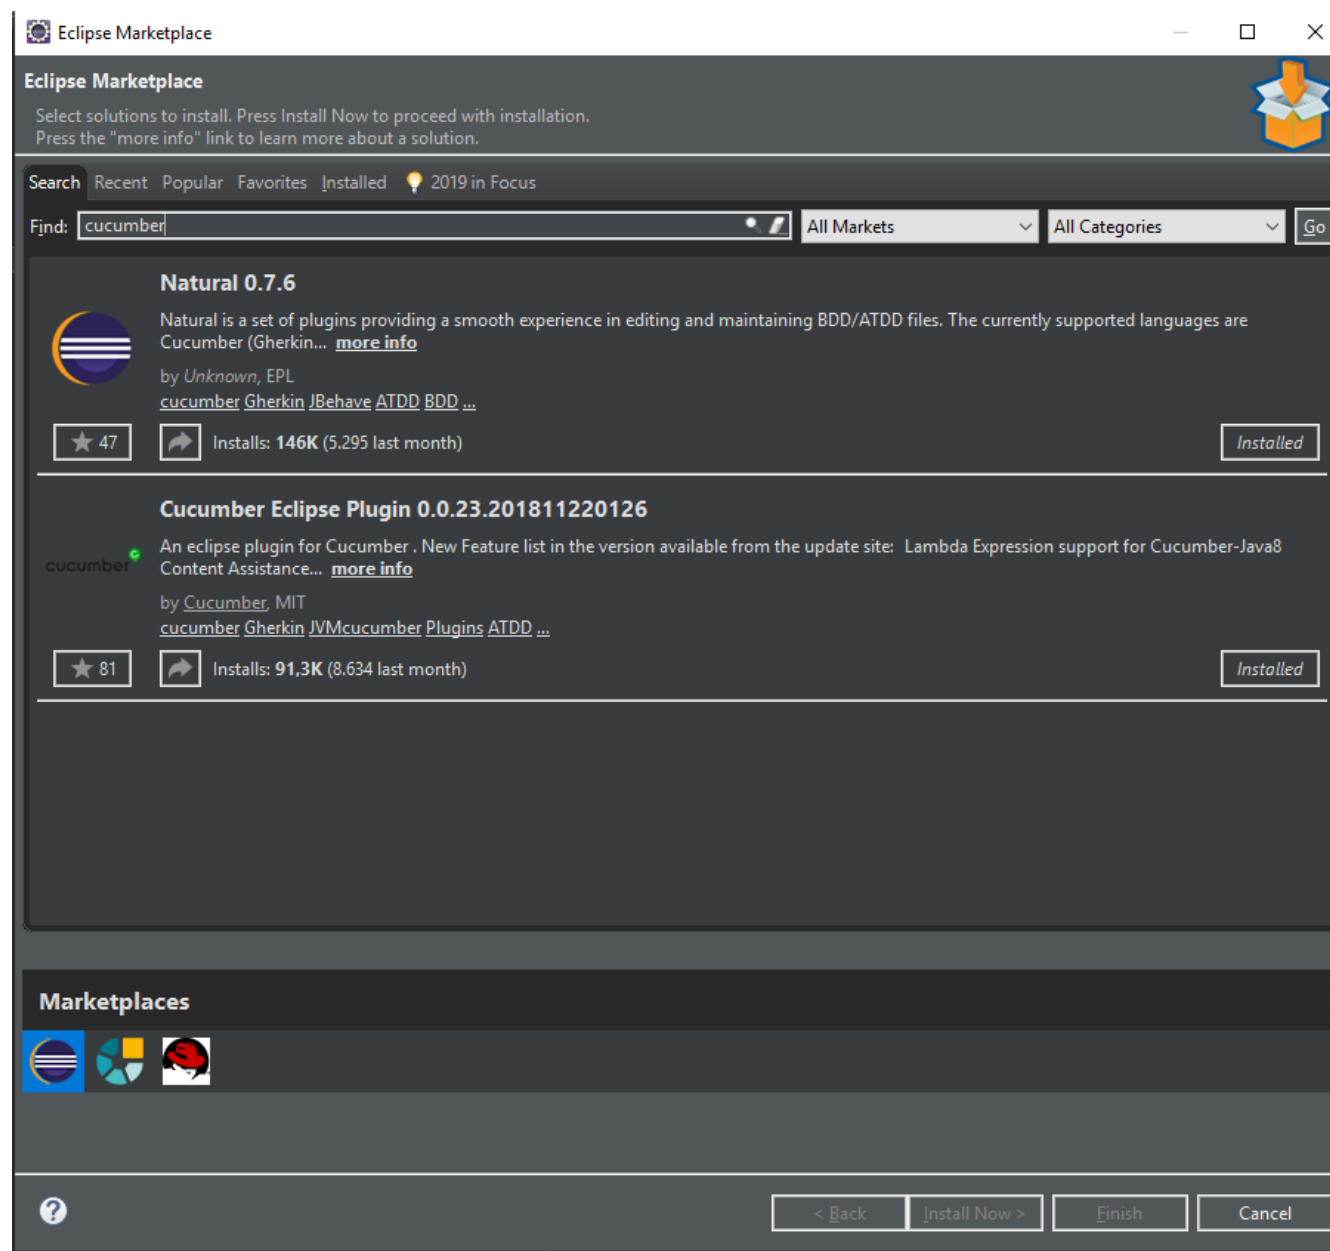 Eclipse Marketplace
Eclipse Marketplace
Select solutions to install. Press Install Now to proceed with installation.
Press the "more info" link to learn more about a solution.
Search Recent Popular Favorites Installed 2019 in Focus
Find: cucumber All Markets All Categories Go
Natural 0.7.6
Natural is a set of plugins providing a smooth experience in editing and maintaining BDD/ATDD files. The currently supported languages are
Cucumber (Gherkin... more info
by Unknown, EPL
cucumber Gherkin JBehave ATDD BDD ...
47 Installs: 146K (5.295 last month) Installed
Cucumber Eclipse Plugin 0.0.23.201811220126
An eclipse plugin for Cucumber . New Feature list in the version available from the update site: Lambda Expression support for Cucumber-Java8
cucumber Content Assistance... more info
by Cucumber, MIT
cucumber Gherkin JVMcucumber Plugins ATDD ...
81 Installs: 91,3K (8.634 last month) Installed
Marketplaces
? < Back Install Now > Finish Cancel